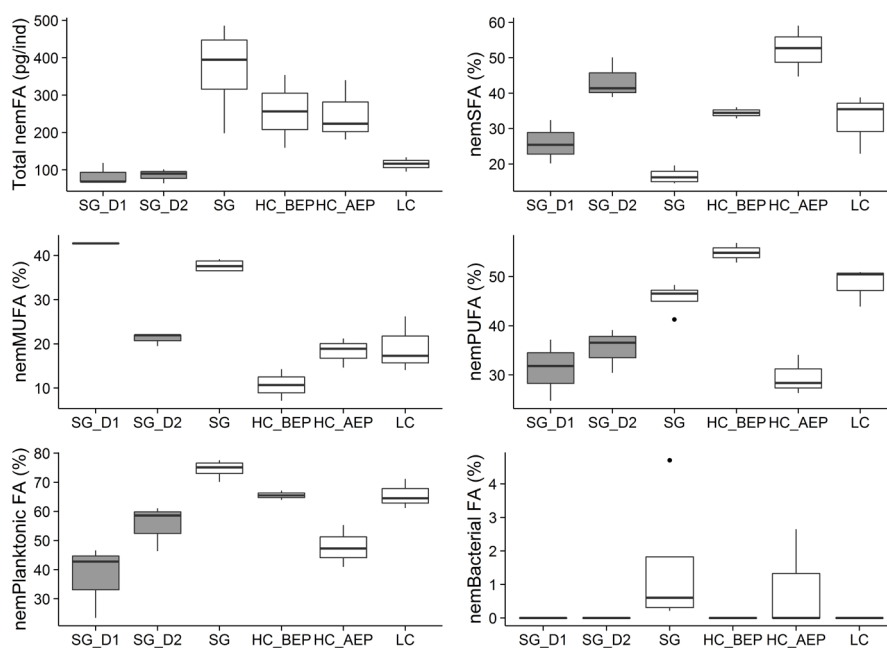 Total nemFA (pg/ind)
500
400
300
200
100
SG_D1 SG_D2 SG HC_BEP HC_AEP LC
nemSFA (%)
60
50
40
30
20
SG_D1 SG_D2 SG HC_BEP HC_AEP LC
nemMUFA (%)
40
30
20
10
SG_D1 SG_D2 SG HC_BEP HC_AEP LC
nemPUFA (%)
50
40
30
SG_D1 SG_D2 SG HC_BEP HC_AEP LC
nemPlanktonic FA (%)
80
70
60
50
40
30
SG_D1 SG_D2 SG HC_BEP HC_AEP LC
nemBacterial FA (%)
4
3
2
1
0
SG_D1 SG_D2 SG HC_BEP HC_AEP LC